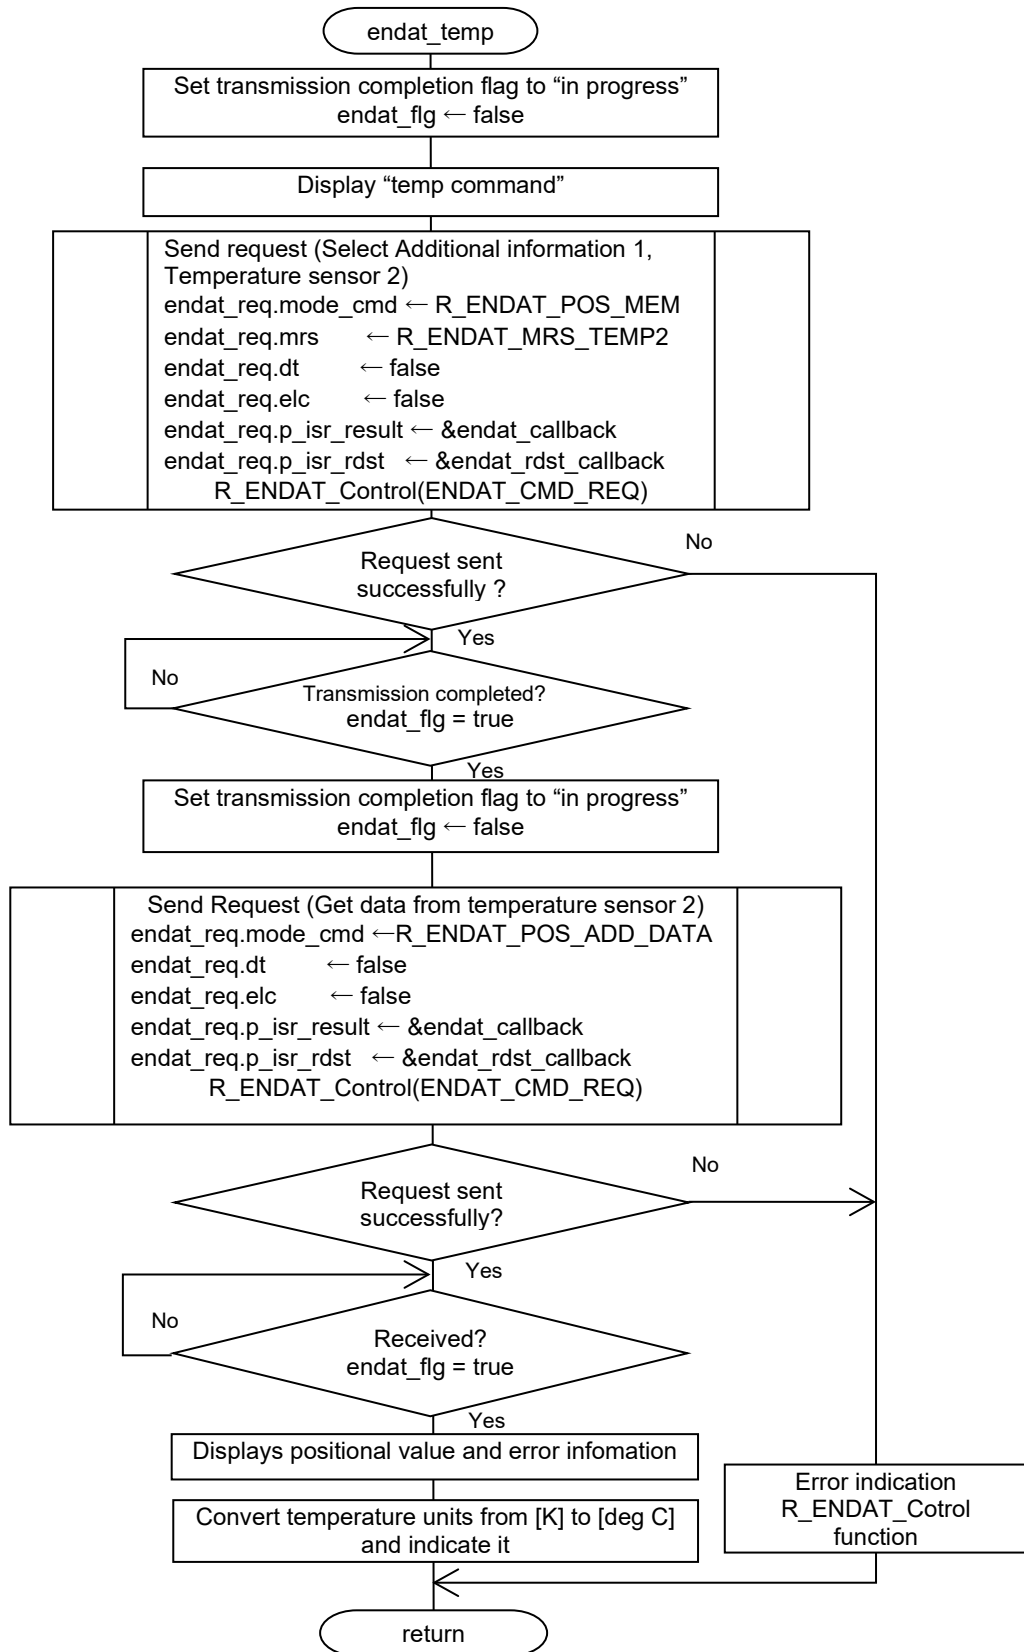 endat_temp
Set transmission completion flag to “in progress”
endat_flg ← false
Display “temp command”
Send request (Select Additional information 1,
Temperature sensor 2)
endat_req.mode_cmd ← R_ENDAT_POS_MEM
endat_req.mrs ← R_ENDAT_MRS_TEMP2
endat_req.dt ← false
endat_req.elc ← false
endat_req.p_isr_result ← &endat_callback
endat_req.p_isr_rdst ← &endat_rdst_callback
R_ENDAT_Control(ENDAT_CMD_REQ)
No
Request sent
successfully ?
Yes
No
Transmission completed?
endat_flg = true
Yes
Set transmission completion flag to “in progress”
endat_flg ← false
Send Request (Get data from temperature sensor 2)
endat_req.mode_cmd ←R_ENDAT_POS_ADD_DATA
endat_req.dt ← false
endat_req.elc ← false
endat_req.p_isr_result ← &endat_callback
endat_req.p_isr_rdst ← &endat_rdst_callback
R_ENDAT_Control(ENDAT_CMD_REQ)
No
Request sent
successfully?
Yes
No
Received?
endat_flg = true
Yes
Displays positional value and error infomation
Error indication
R_ENDAT_Cotrol
function
Convert temperature units from [K] to [deg C]
and indicate it
return